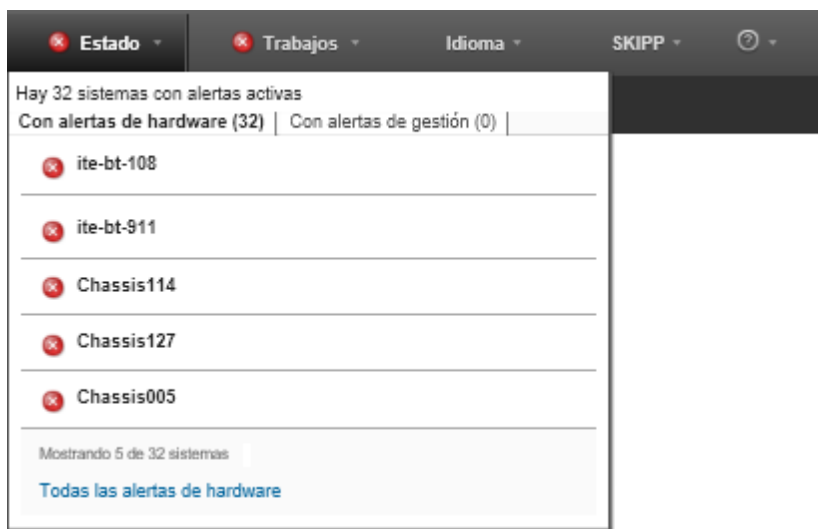 Estado Trabajos Idioma SKIPP ?
Hay 32 sistemas con alertas activas
Con alertas de hardware (32) | Con alertas de gestión (0) |
ite-bt-108
ite-bt-911
Chassis114
Chassis127
Chassis005
Mostrando 5 de 32 sistemas
Todas las alertas de hardware